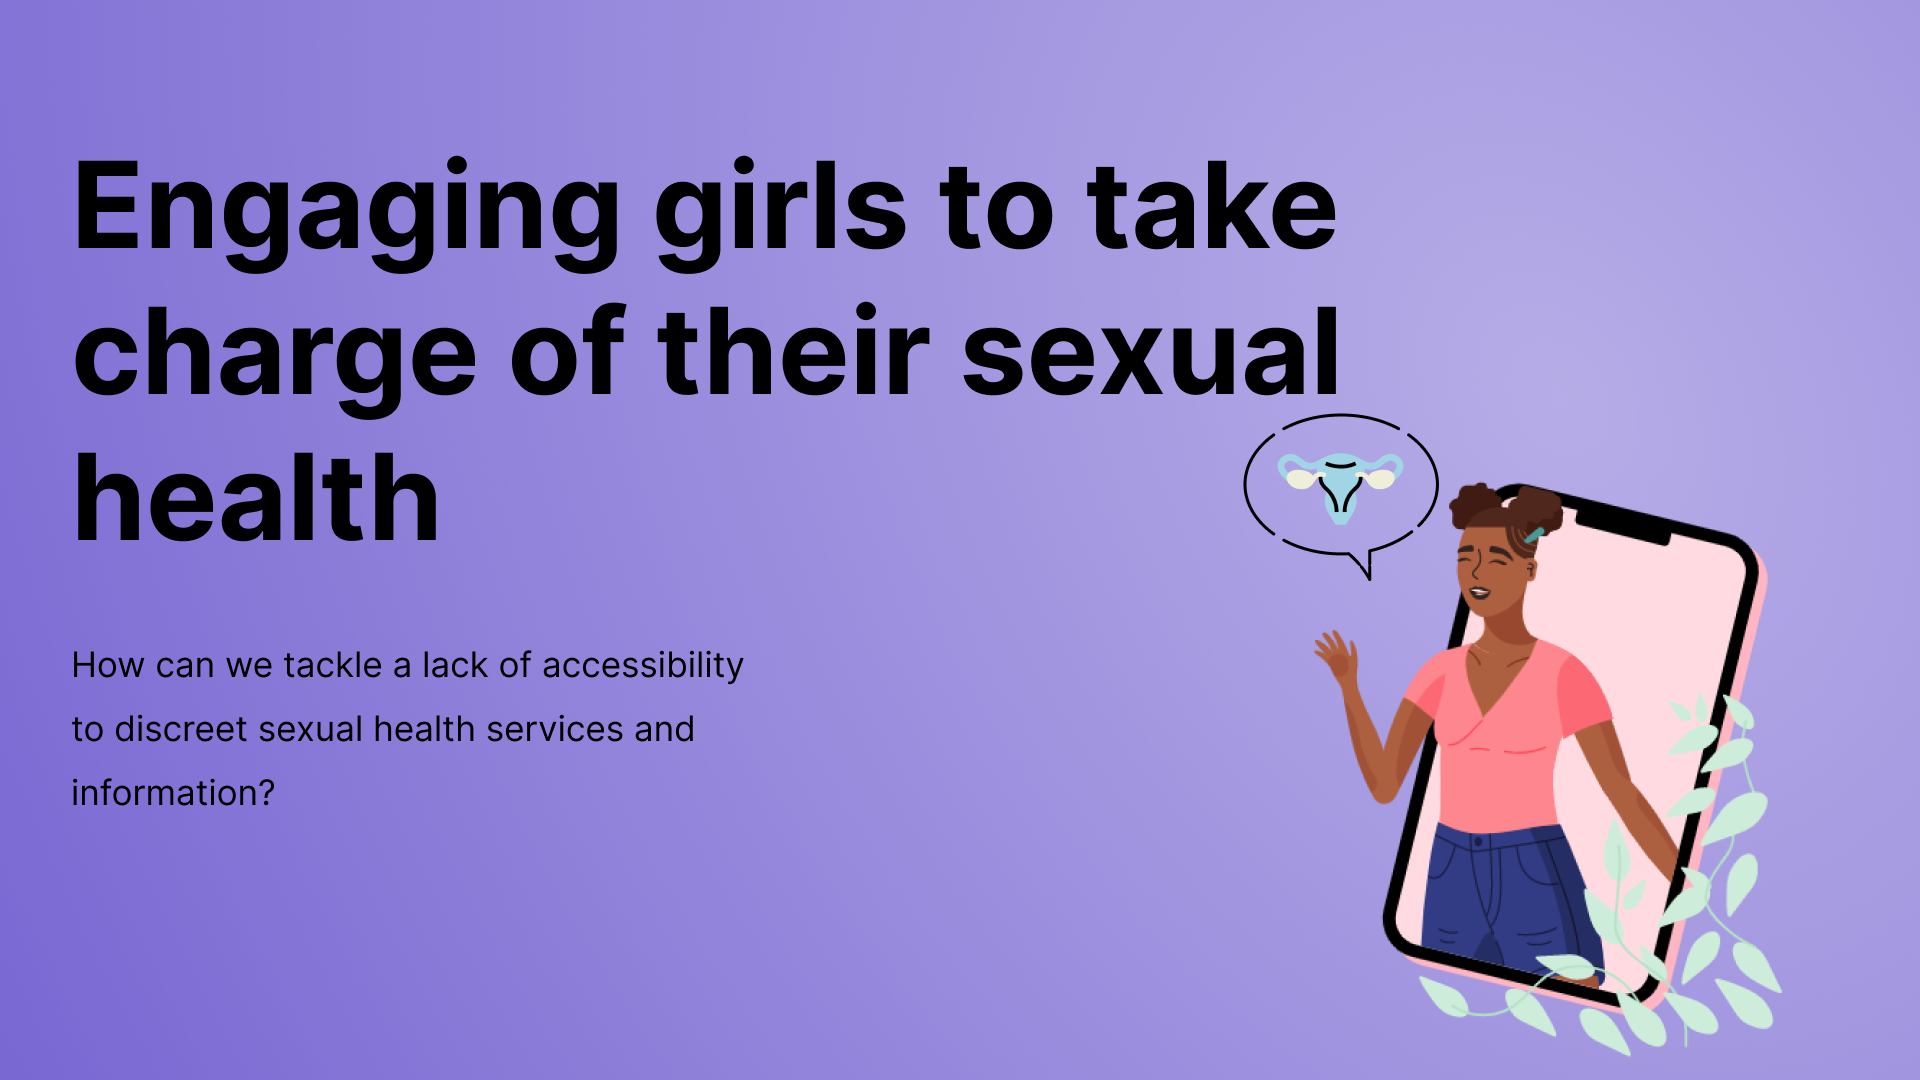 Engaging girls to take
charge of their sexual
health
How can we tackle a lack of accessibility
to discreet sexual health services and
information?